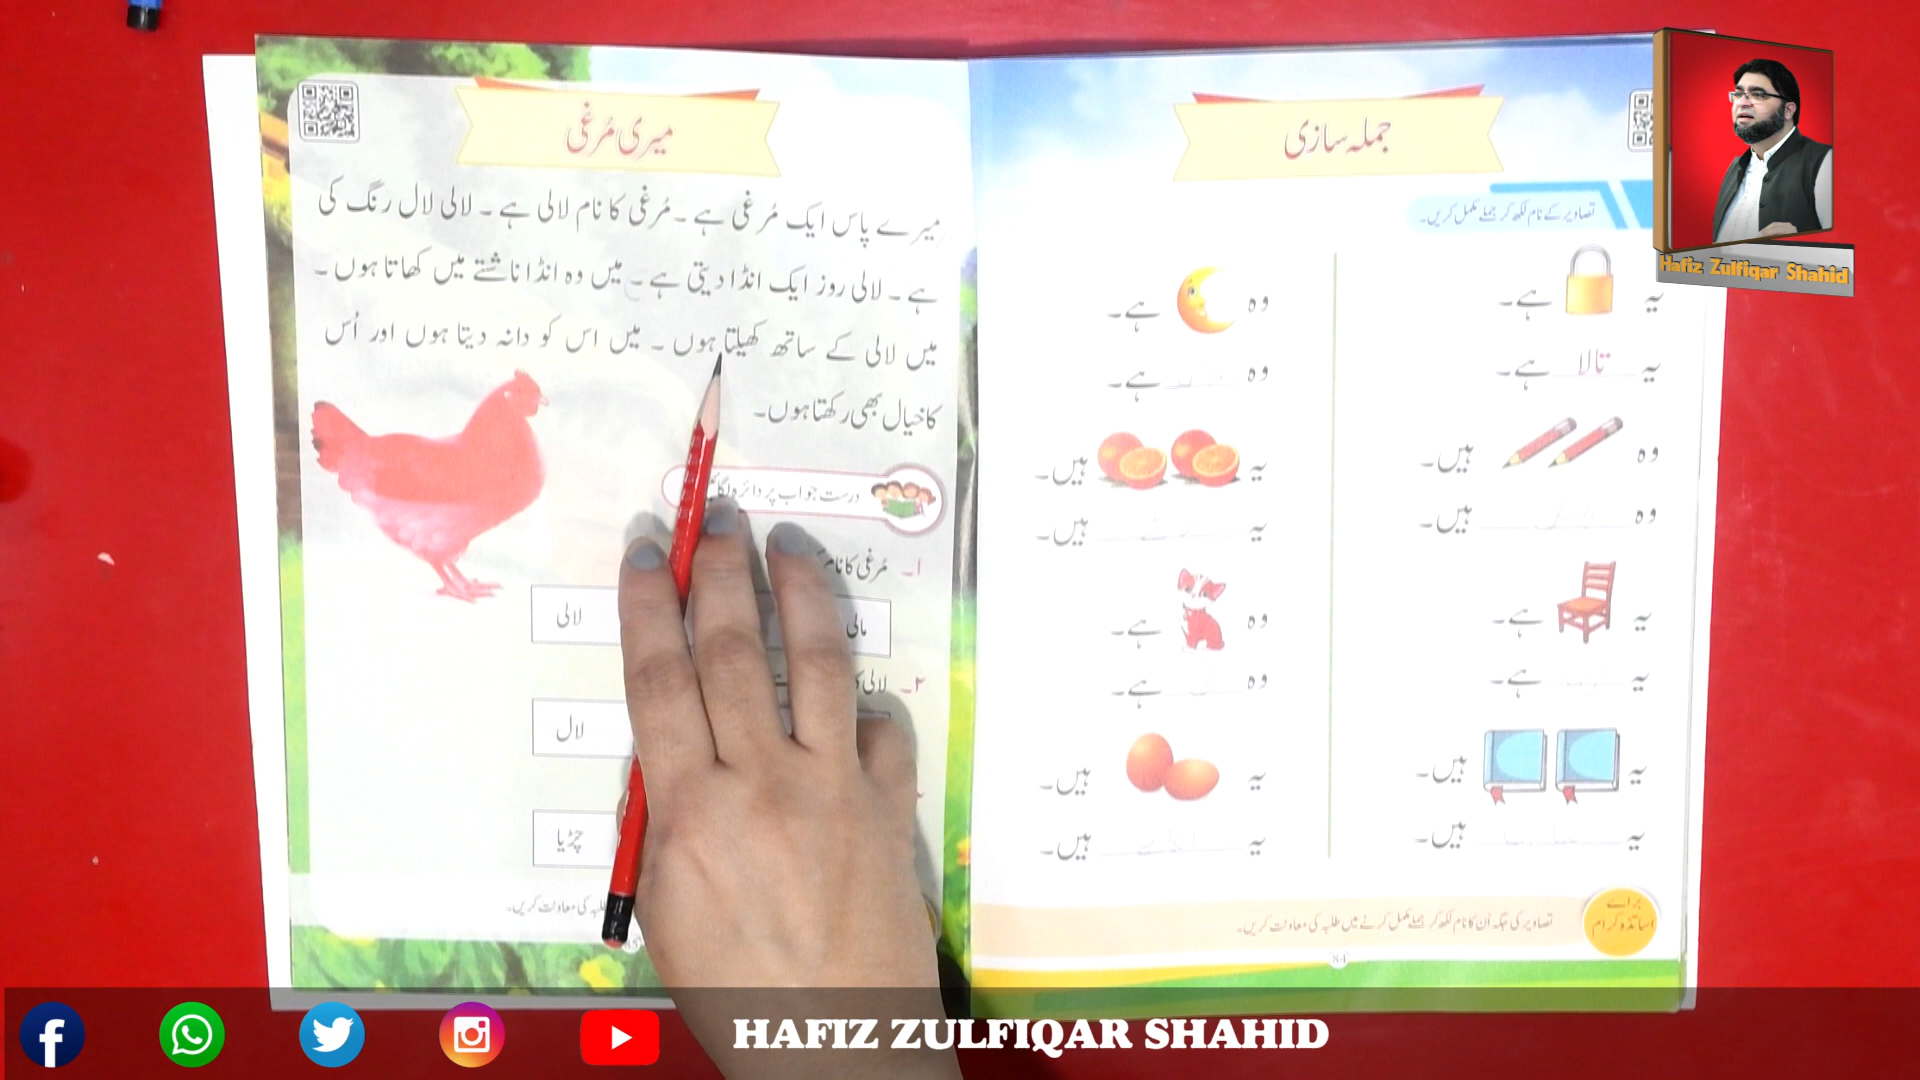 میری مُرغی
میرے پاس ایک مُرغی ہے۔ مُرغی کا نام لالی ہے۔ لالی لال رنگ کی
ہے۔ لالی روز ایک انڈا دیتی ہے۔ میں وہ انڈا ناشتے میں کھاتا ہوں۔
میں لالی کے ساتھ کھیلتا ہوں۔ میں اس کو دانہ دیتا ہوں اور اُس
کا خیال بھی رکھتا ہوں۔
درست جواب پر دائرہ
۱۔ مُرغی کا نام
مالی لالی
۲۔ لالی
لال
چڑیا
کی معاونت کریں۔
جملہ سازی
تصاویر کے نام لکھ کر جملے مکمل کریں۔
یہ ہے۔
یہ تالا ہے۔
وہ ہیں۔
وہ ہیں۔
یہ ہے۔
یہ ہے۔
یہ ہیں۔
یہ ہیں۔
وہ ہے۔
وہ ہے۔
یہ ہیں۔
یہ ہیں۔
وہ ہے۔
وہ ہے۔
یہ ہیں۔
یہ ہیں۔
برائے
اساتذہ کرام
تصاویر کی جگہ اُن کا نام لکھ کر جملے مکمل کرنے میں طلبہ کی معاونت کریں۔
84
Hafiz Zulfiqar Shahid
HAFIZ ZULFIQAR SHAHID